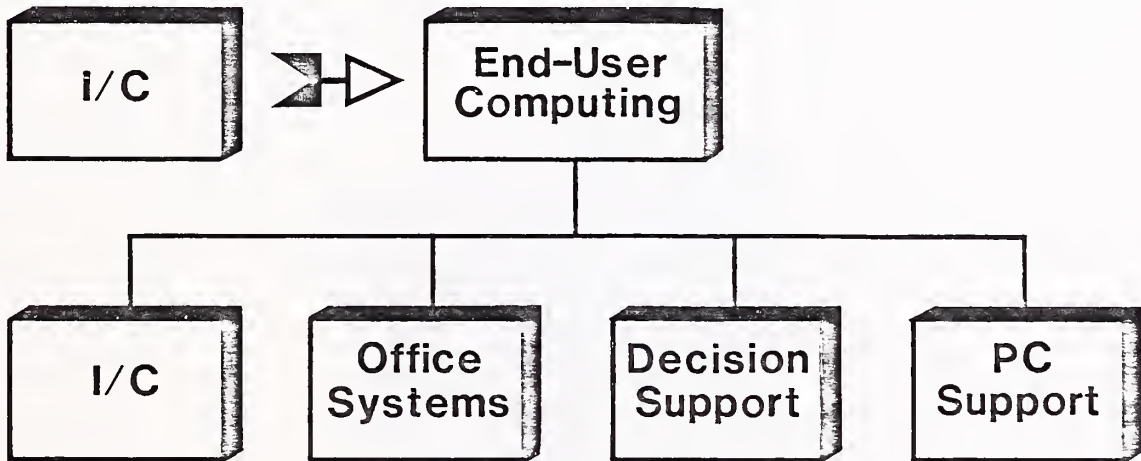 I/C
End-User
Computing
I/C
Office
Systems
Decision
Support
PC
Support